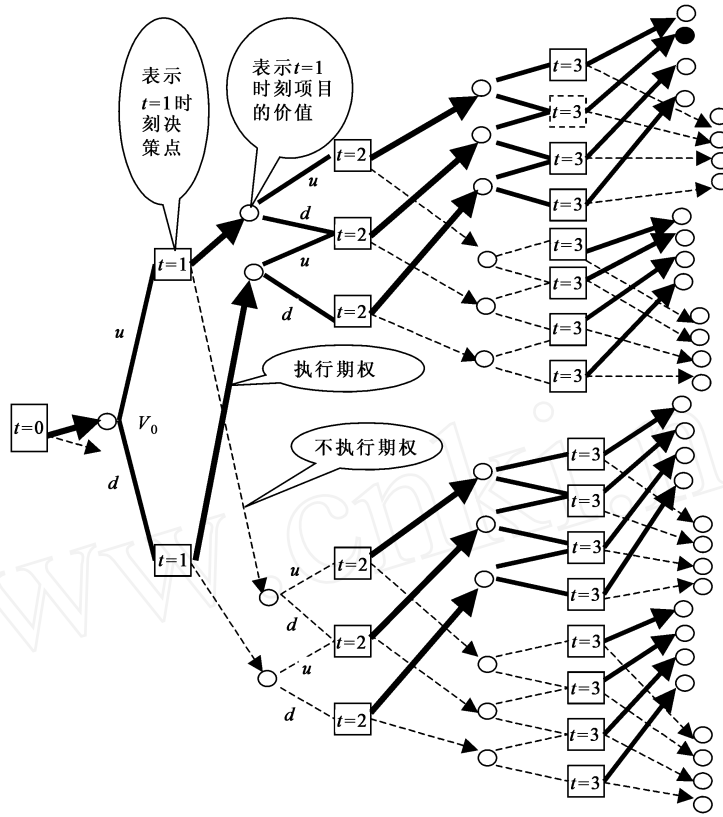 表示
t=1时
刻决
策点
表示t=1
时刻项目
的价值
t=0
V0
u
d
t=1
t=1
u
d
u
d
t=2
t=2
t=2
t=3
t=3
t=3
t=3
t=3
t=3
t=3
t=3
执行期权
不执行期权
u
d
u
d
t=2
t=2
t=2
t=3
t=3
t=3
t=3
t=3
t=3
t=3
t=3